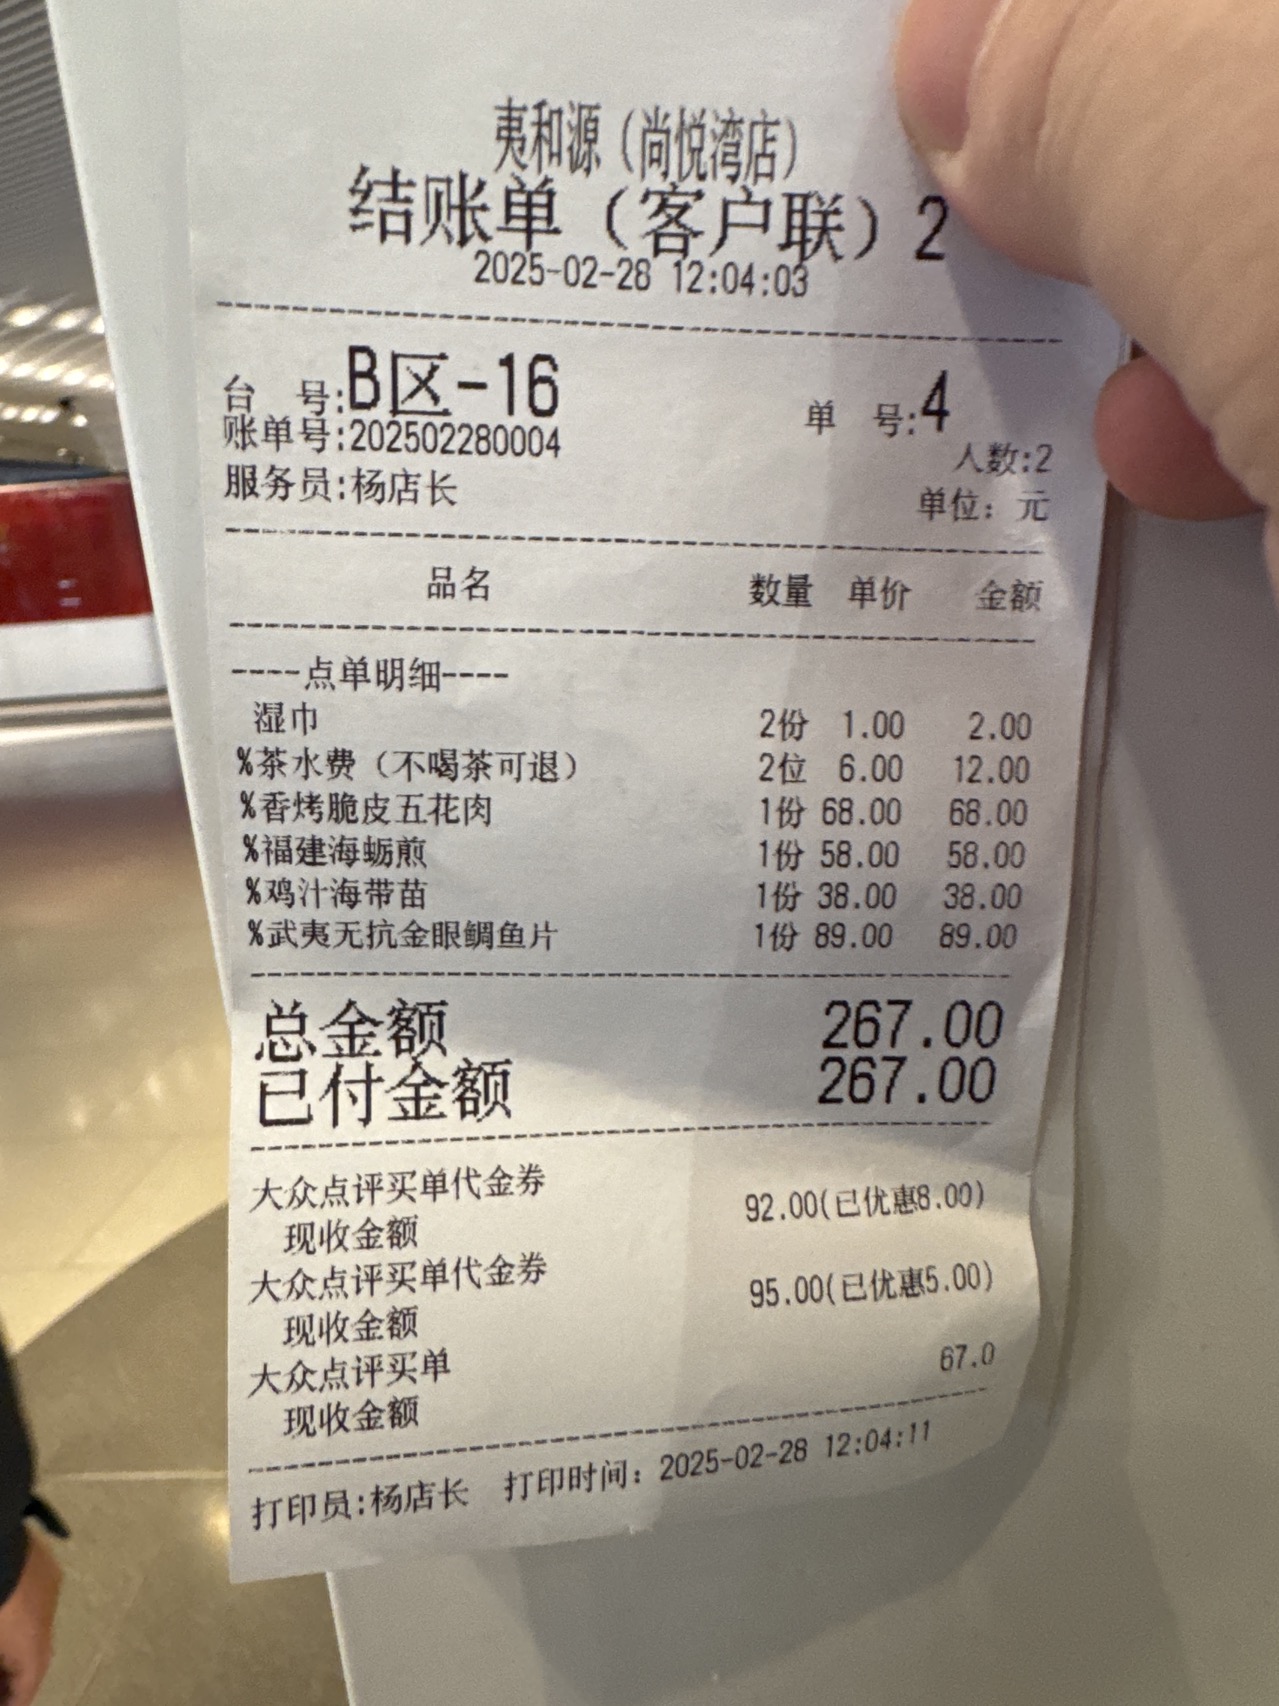 夷和源（尚悦湾店）
结账单（客户联）2
2025-02-28 12:04:03
台 号:B区-16 单 号:4
账单号:202502280004 人数:2
服务员:杨店长 单位：元
品名 数量 单价 金额
----点单明细----
湿巾 2份 1.00 2.00
%茶水费（不喝茶可退） 2位 6.00 12.00
%香烤脆皮五花肉 1份 68.00 68.00
%福建海蛎煎 1份 58.00 58.00
%鸡汁海带苗 1份 38.00 38.00
%武夷无抗金眼鲷鱼片 1份 89.00 89.00
总金额 267.00
已付金额 267.00
大众点评买单代金券
现收金额 92.00(已优惠8.00)
大众点评买单代金券
现收金额 95.00(已优惠5.00)
大众点评买单
现收金额 67.0
打印员:杨店长 打印时间：2025-02-28 12:04:11